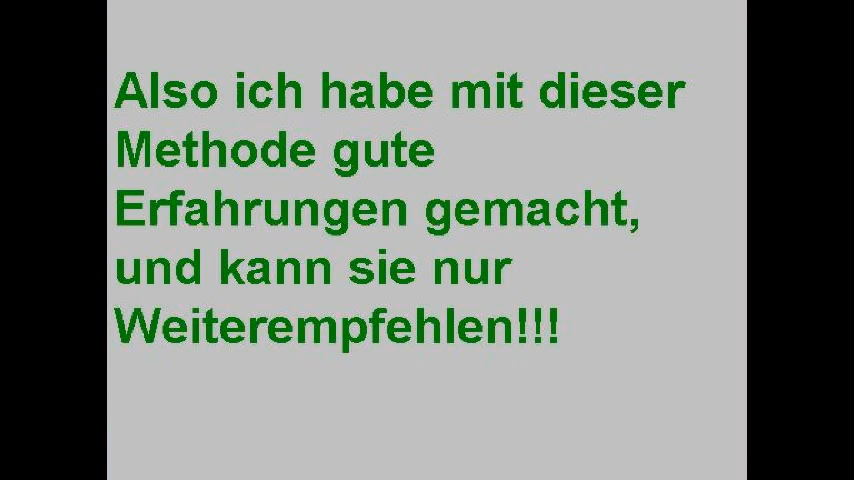 Also ich habe mit dieser
Methode gute
Erfahrungen gemacht,
und kann sie nur
Weiterempfehlen!!!